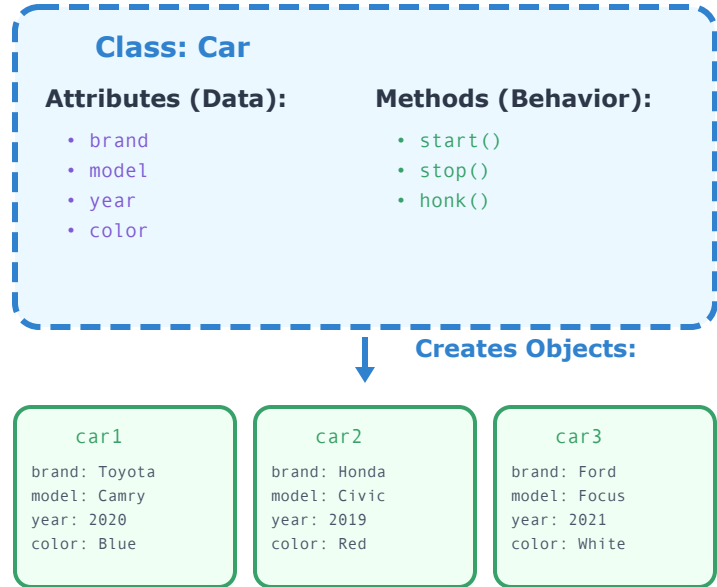 Class: Car
Attributes (Data):
• brand
• model
• year
• color
Methods (Behavior):
• start()
• stop()
• honk()
Creates Objects:
car1
brand: Toyota
model: Camry
year: 2020
color: Blue
car2
brand: Honda
model: Civic
year: 2019
color: Red
car3
brand: Ford
model: Focus
year: 2021
color: White